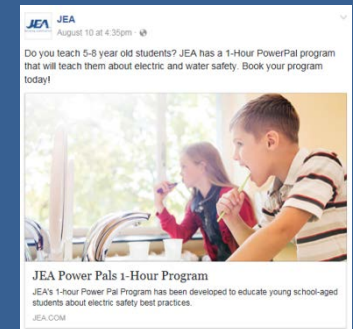 JEA
JEA
August 10 at 4:35pm ·
Do you teach 5-8 year old students? JEA has a 1-Hour PowerPal program
that will teach them about electric and water safety. Book your program
today!
JEA Power Pals 1-Hour Program
JEA's 1-hour Power Pal Program has been developed to educate young school-aged
students about electric safety best practices.
JEA.COM